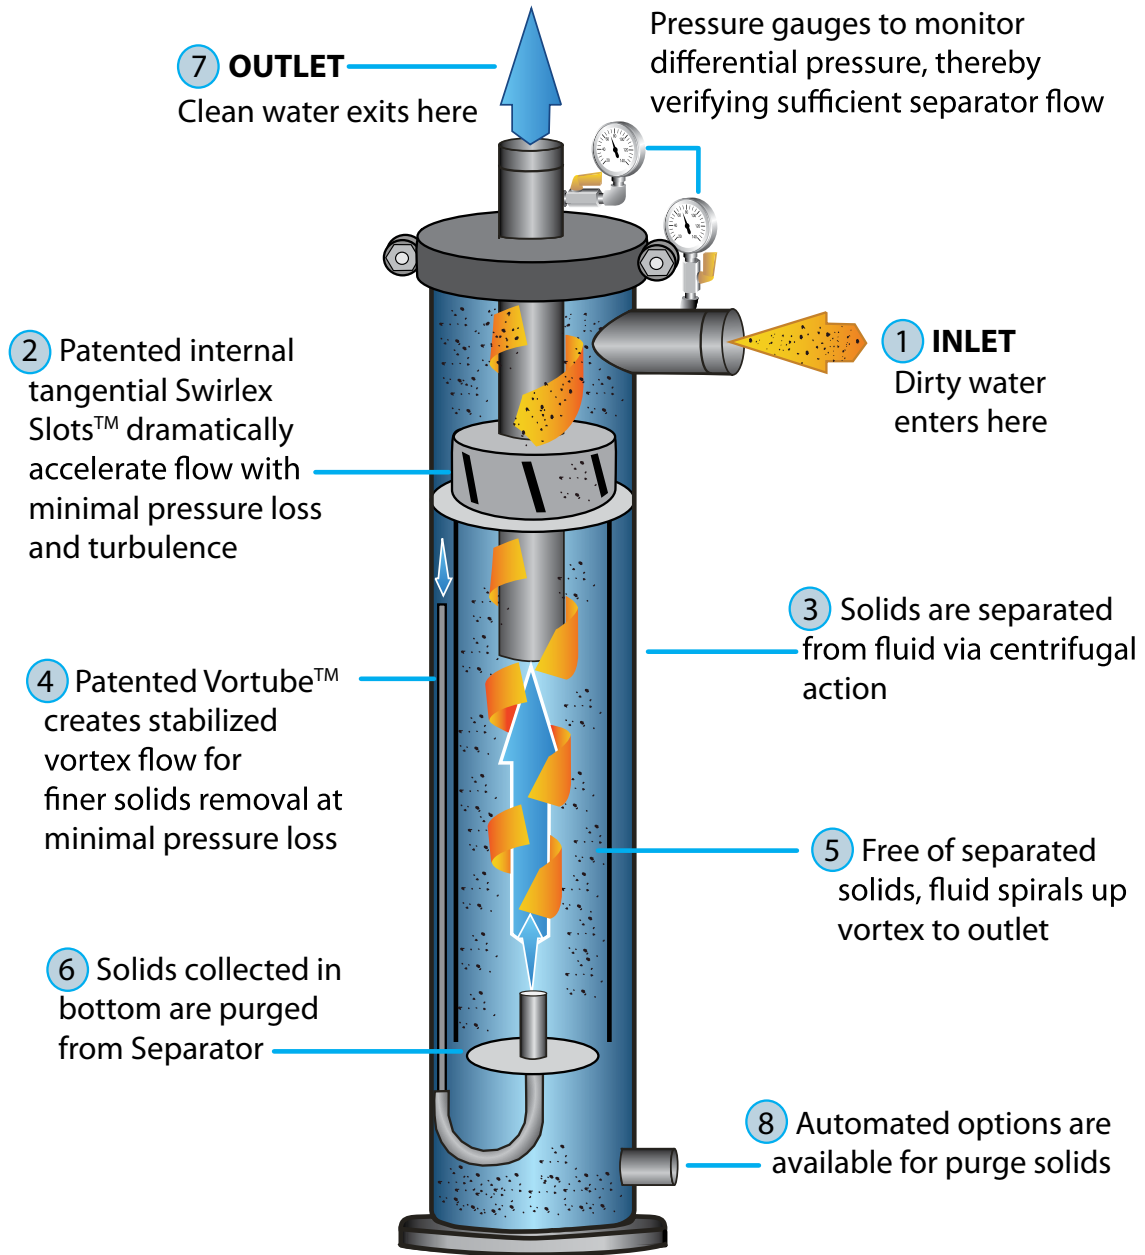 7 OUTLET
Clean water exits here
Pressure gauges to monitor
differential pressure, thereby
verifying sufficient separator flow
1 INLET
Dirty water
enters here
2 Patented internal
tangential Swirlex
Slots™ dramatically
accelerate flow with
minimal pressure loss
and turbulence
3 Solids are separated
from fluid via centrifugal
action
4 Patented Vortube™
creates stabilized
vortex flow for
finer solids removal at
minimal pressure loss
5 Free of separated
solids, fluid spirals up
vortex to outlet
6 Solids collected in
bottom are purged
from Separator
8 Automated options are
available for purge solids